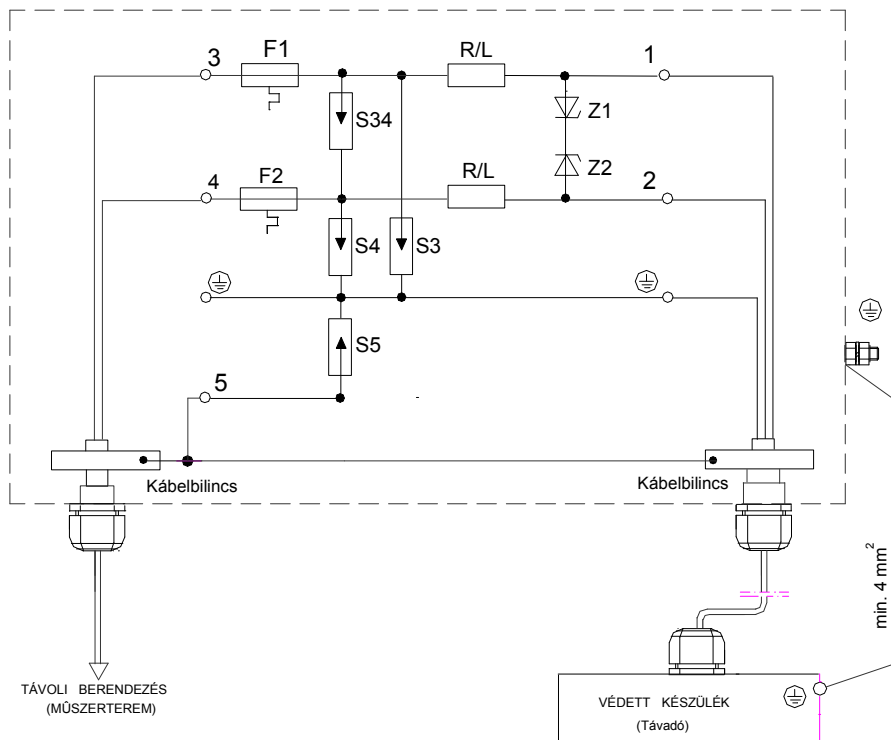 3 F1 R/L 1
S34 Z1
4 F2 R/L Z2 2
S4 S3
S5
5
Kábelbilincs Kábelbilincs
min. 4 mm²
TÁVOLI BERENDEZÉS
(MÛSZERTEREM)
VÉDETT KÉSZÜLÉK
(Távadó)